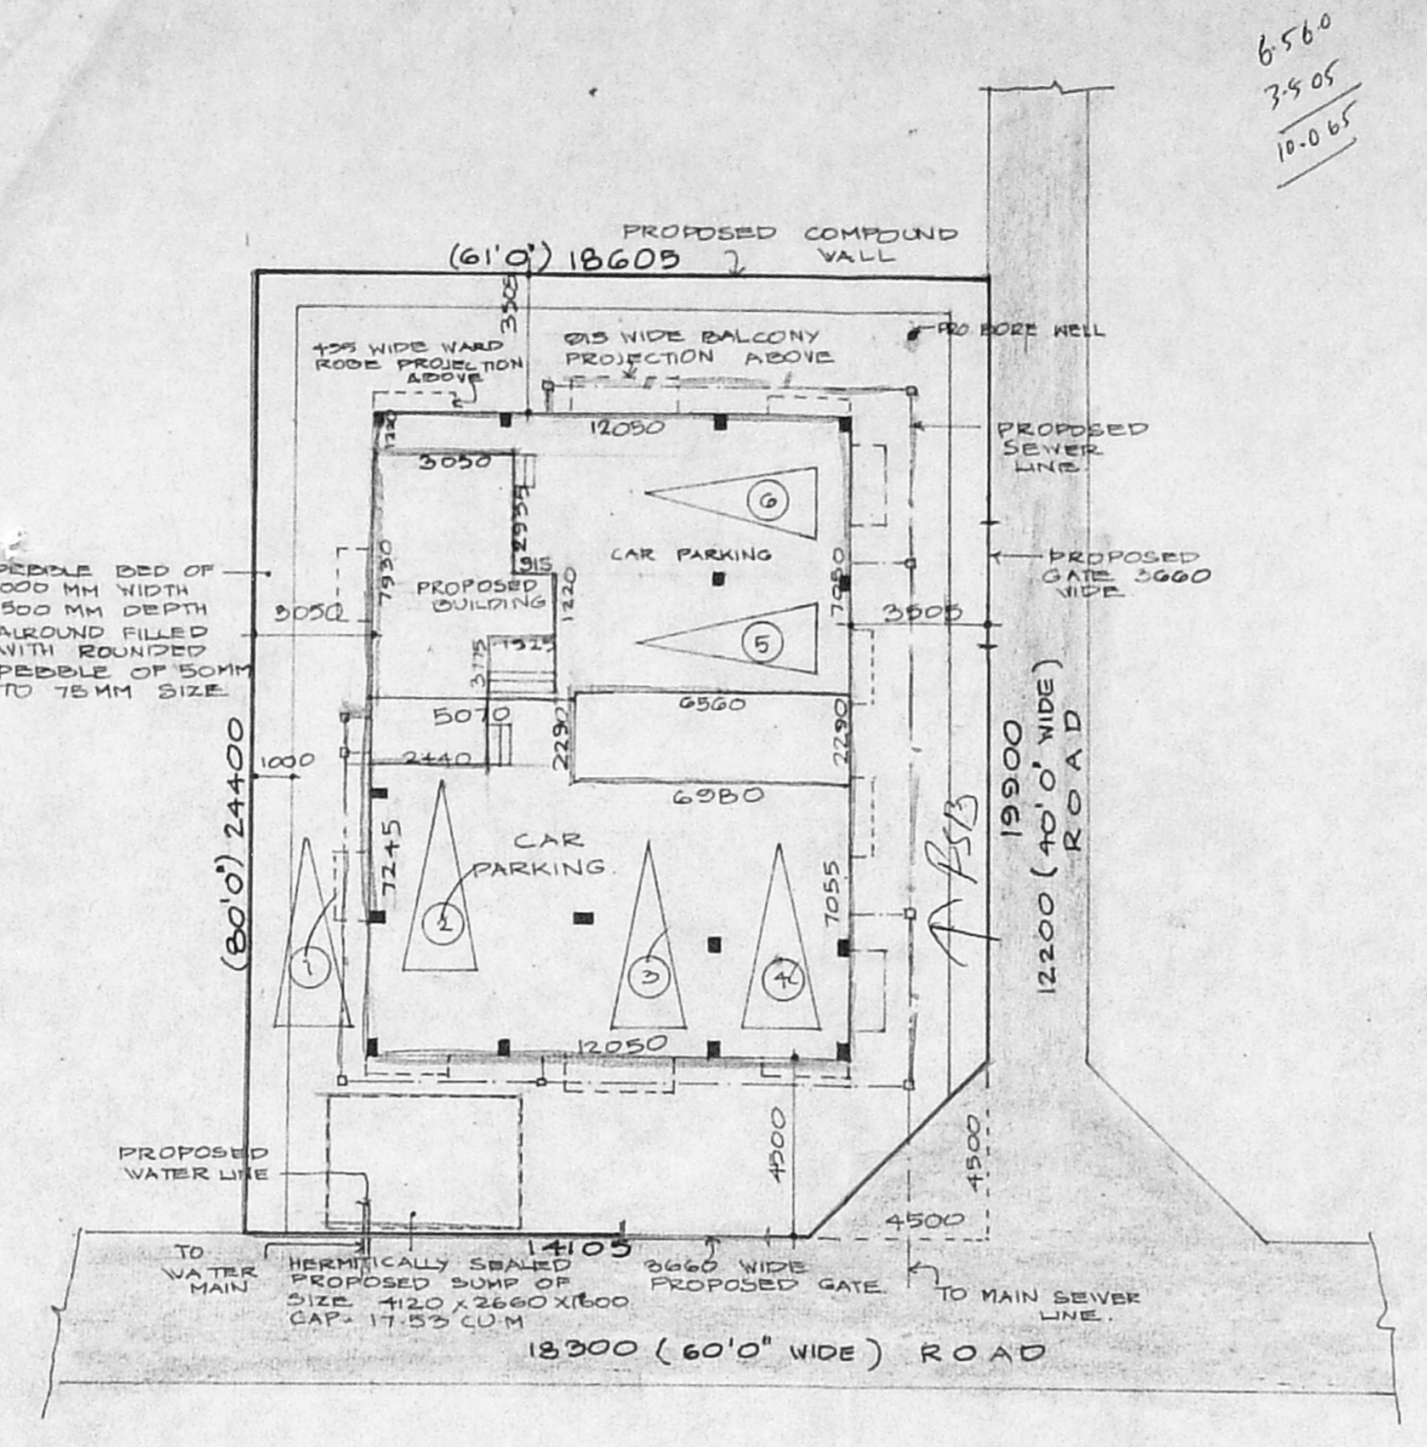 6.560
3.505
10.065
PROPOSED COMPOUND
WALL
(61'0") 18605
3505
PRO BORE WELL
455 WIDE WARD
ROBE PROJECTION
ABOVE
915 WIDE BALCONY
PROJECTION ABOVE
12050
3050
PROPOSED
SEWER
LINE
2935
6
CAR PARKING
915
7930
PROPOSED
BUILDING
1220
7050
PROPOSED
GATE 3660
WIDE
PEBBLE BED OF
000 MM WIDTH
500 MM DEPTH
ALROUND FILLED
WITH ROUNDED
PEBBLE OF 50MM
TO 75MM SIZE
3050
3505
5
1525
3175
5070
6560
2290
2290
2440
1000
6980
(80'0") 24400
19900
12200 (40'0" WIDE)
ROAD
7245
CAR
PARKING
7055
1
2
3
4
12050
4500
4500
4500
PROPOSED
WATER LINE
14105
TO
WATER
MAIN
HERMITICALLY SEALED
PROPOSED SUMP OF
SIZE 4120 x 2660 x 1600
CAP- 17.53 CU.M
3660 WIDE
PROPOSED GATE
TO MAIN SEWER
LINE.
18300 (60'0" WIDE) ROAD